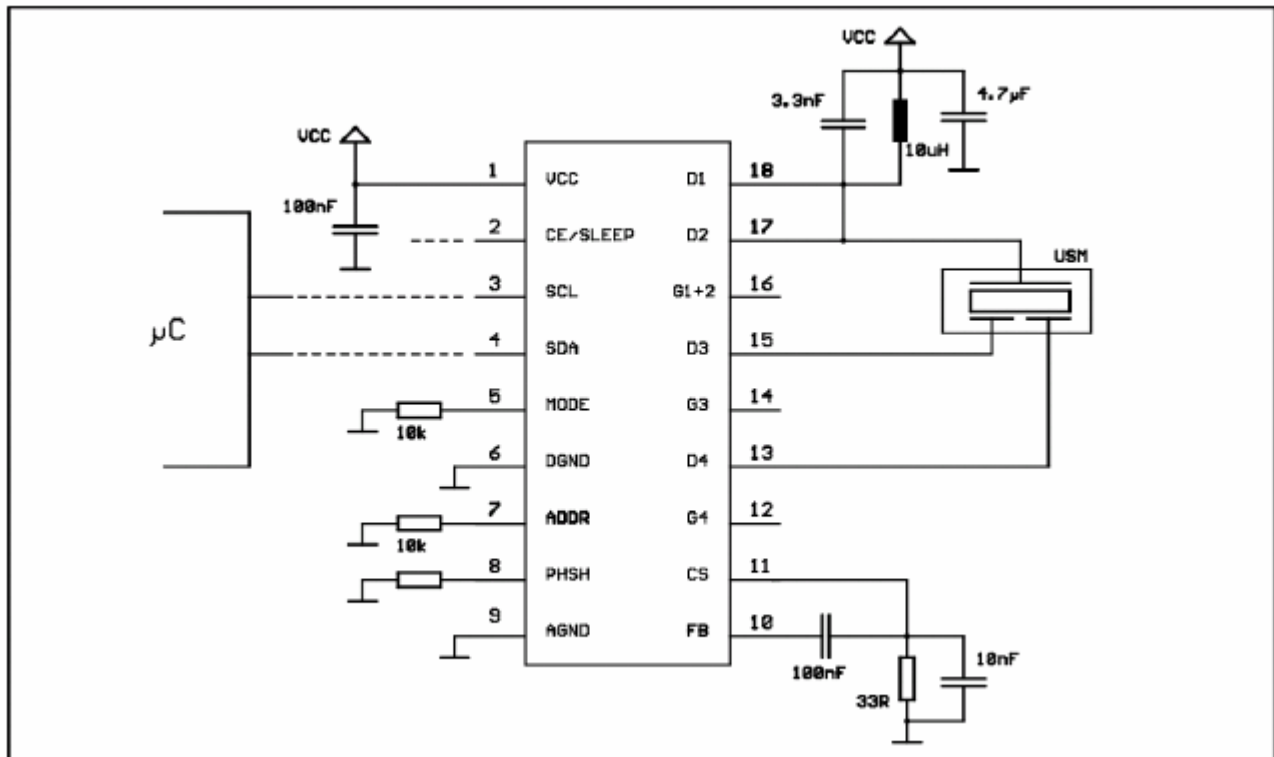 VCC
3.3nF
4.7µF
10uH
VCC
100nF
1 VCC D1 18
2 CE/SLEEP D2 17
USM
3 SCL G1+2 16
µC
4 SDA D3 15
5 MODE G3 14
10k
6 DGND D4 13
7 ADDR G4 12
10k
8 PHSH CS 11
9 AGND FB 10
100nF
10nF
33R